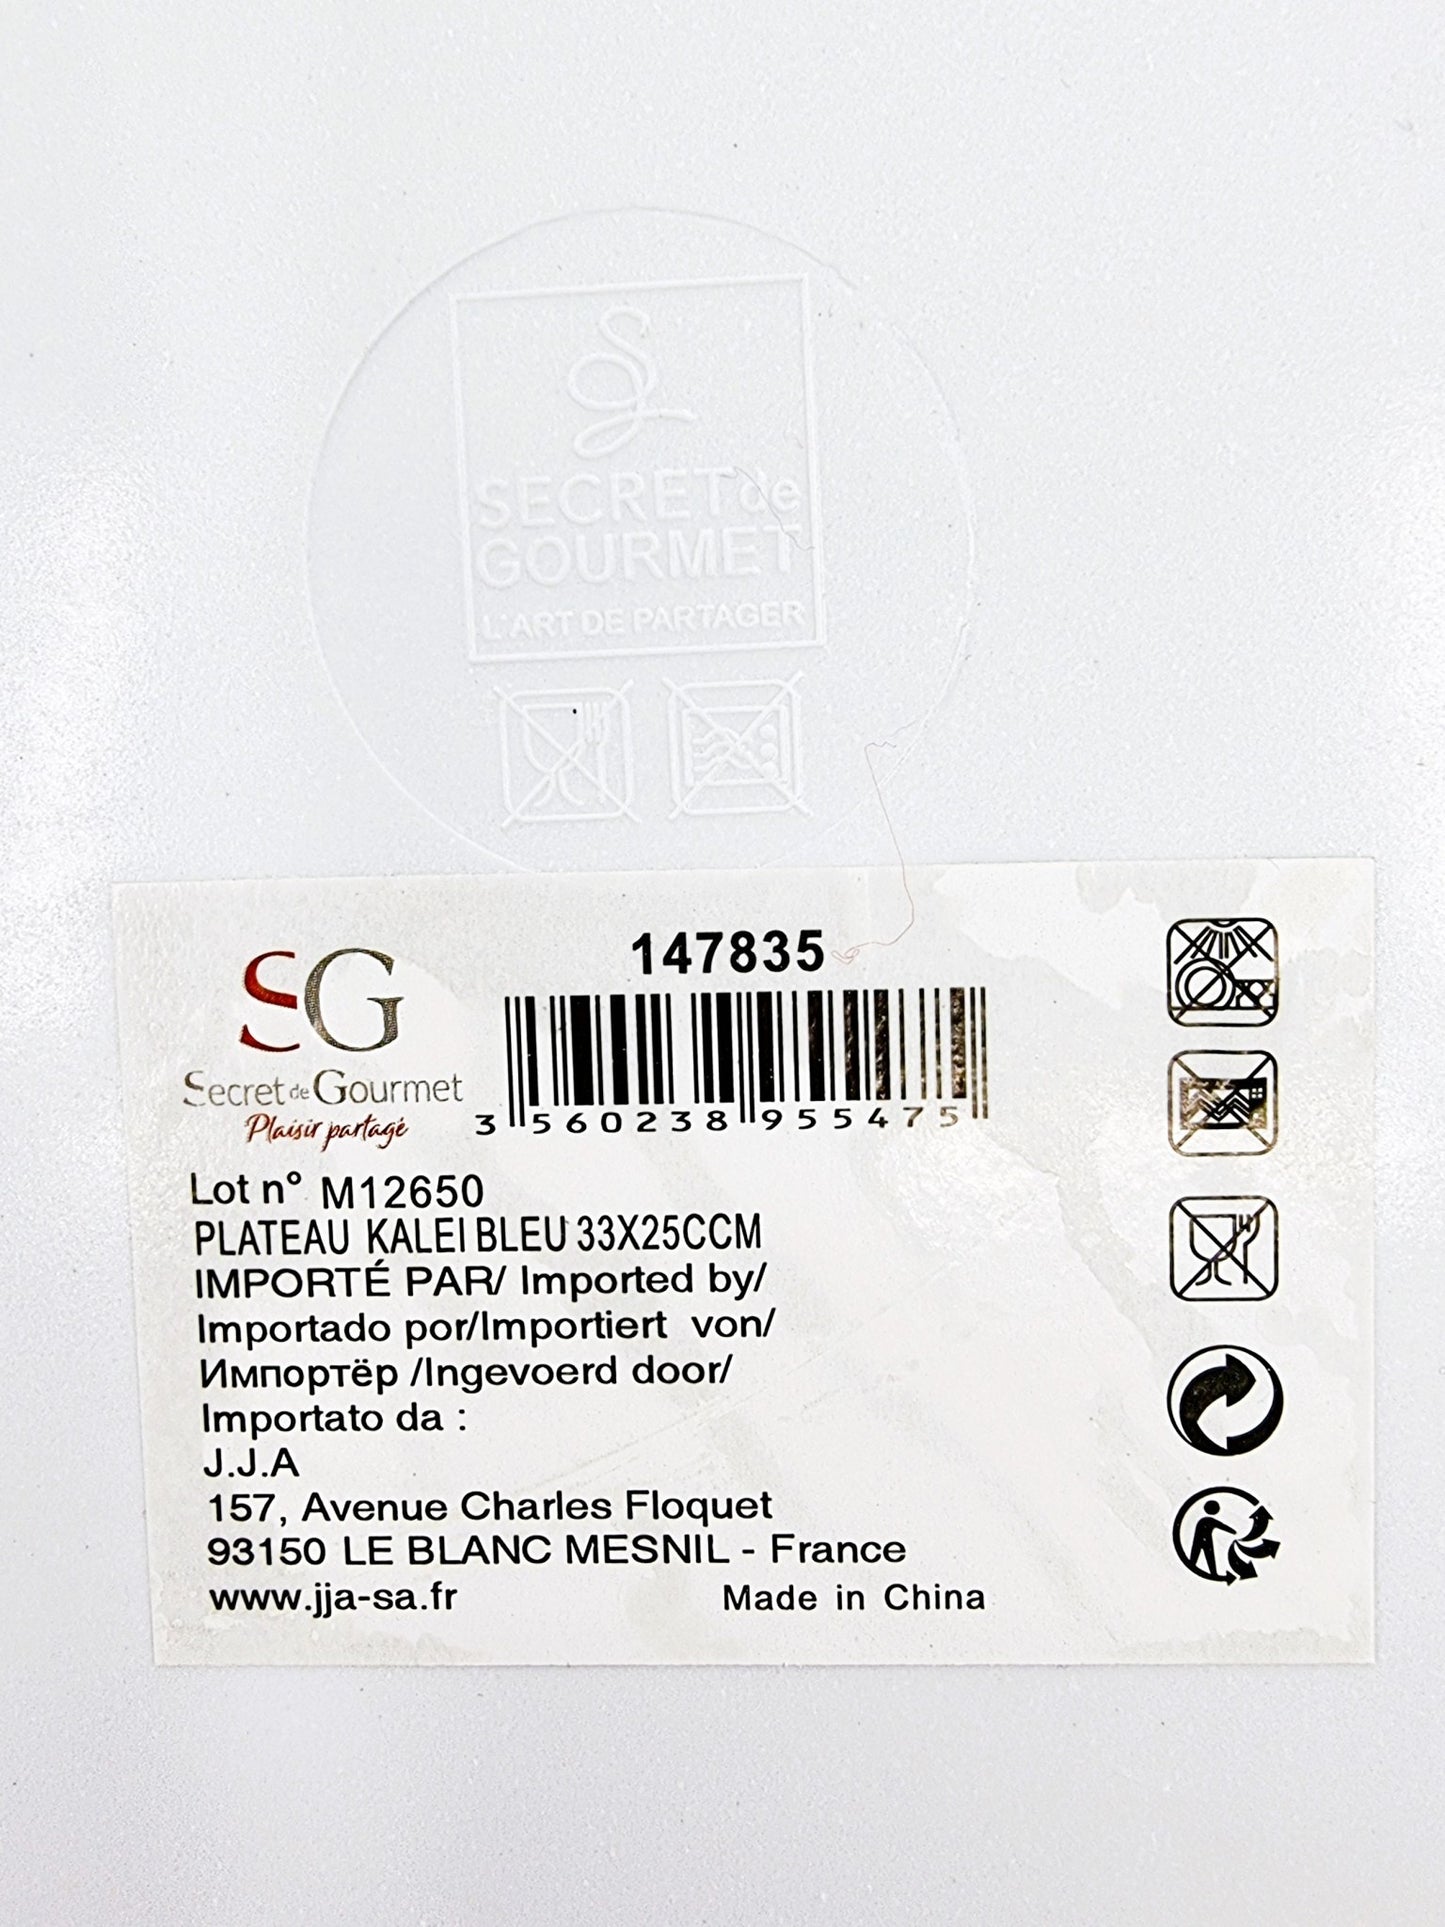 SECRET de
GOURMET
L'ART DE PARTAGER
SG
Secret de Gourmet
Plaisir partagé
147835
3 560238 955475
Lot n° M12650
PLATEAU KALEI BLEU 33X25CCM
IMPORTÉ PAR/ Imported by/
Importado por/Importiert von/
Импортёр /Ingevoerd door/
Importato da :
J.J.A
157, Avenue Charles Floquet
93150 LE BLANC MESNIL - France
www.jja-sa.fr
Made in China